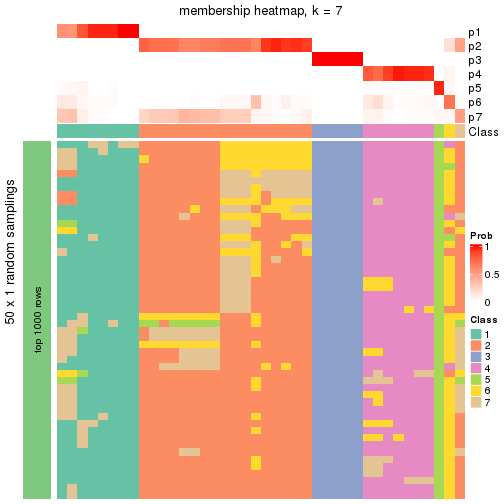 membership heatmap, k = 7
p1
p2
p3
p4
p5
p6
p7
Class
50 x 1 random samplings
top 1000 rows
Prob
1
0.5
0
Class
1
2
3
4
5
6
7